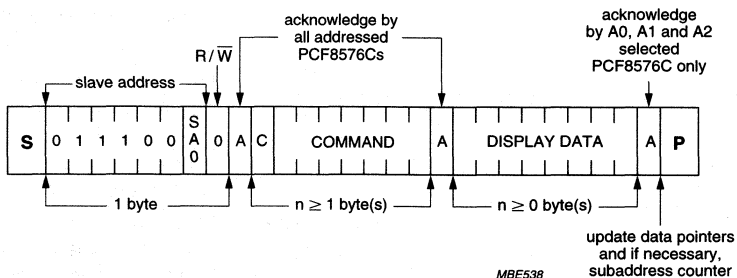 acknowledge by
all addressed
PCF8576Cs
acknowledge
by A0, A1 and A2
selected
PCF8576C only
R/W̅
slave address
S 0 1 1 1 0 0 S A 0 0 A C COMMAND A DISPLAY DATA A P
1 byte
n ≥ 1 byte(s)
n ≥ 0 byte(s)
update data pointers
and if necessary,
subaddress counter
MBE538